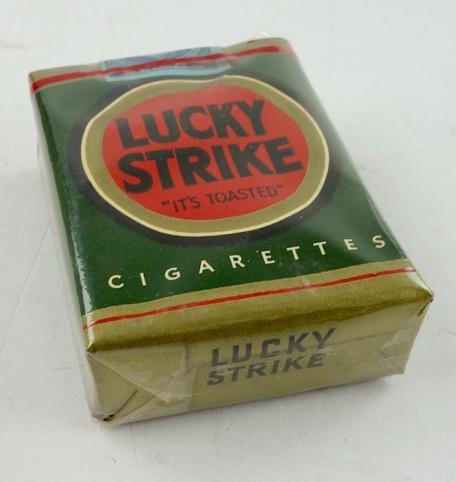 LUCKY
STRIKE
"IT'S TOASTED"
CIGARETTES
LUCKY
STRIKE